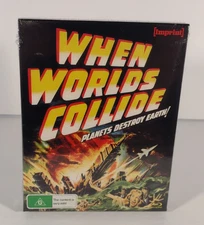 [Imprint]
WHEN
WORLDS
COLLIDE
PLANETS DESTROY EARTH!
G